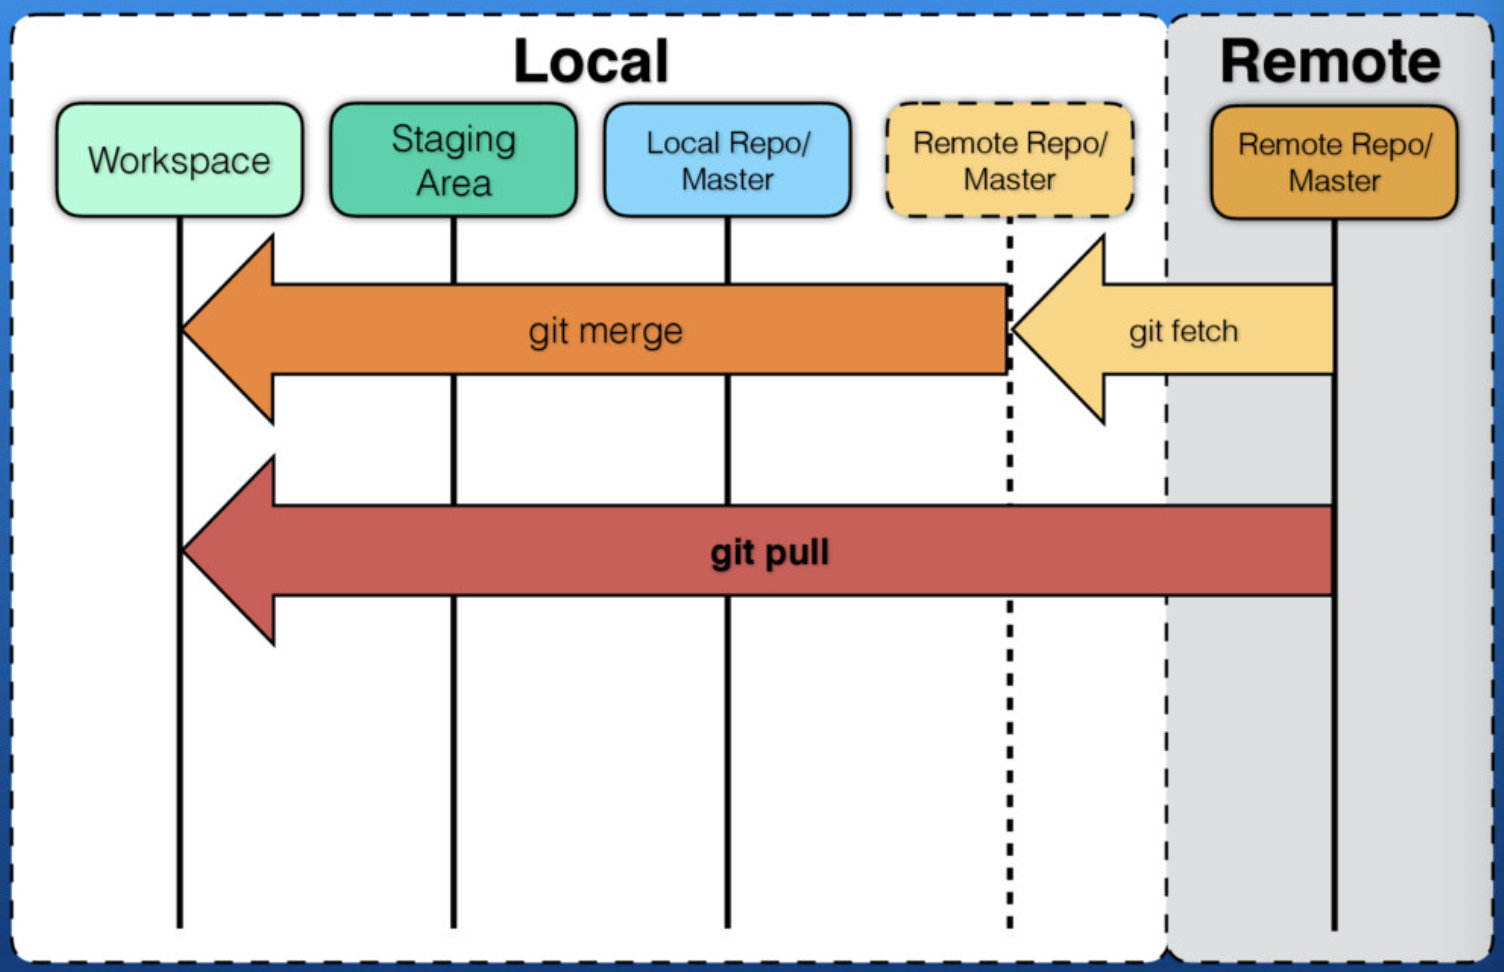 Local
Remote
Workspace
Staging
Area
Local Repo/
Master
Remote Repo/
Master
Remote Repo/
Master
git merge
git fetch
git pull